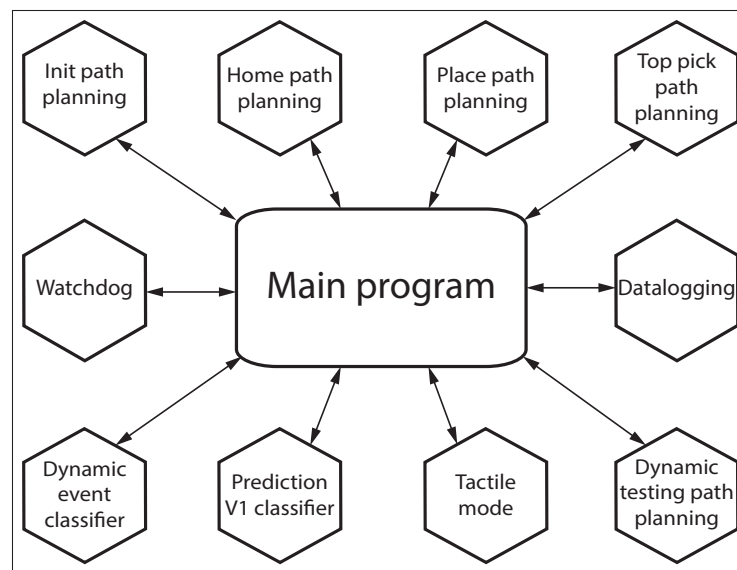 Init path
planning
Home path
planning
Place path
planning
Top pick
path
planning
Watchdog
Main program
Datalogging
Dynamic
event
classifier
Prediction
V1 classifier
Tactile
mode
Dynamic
testing path
planning